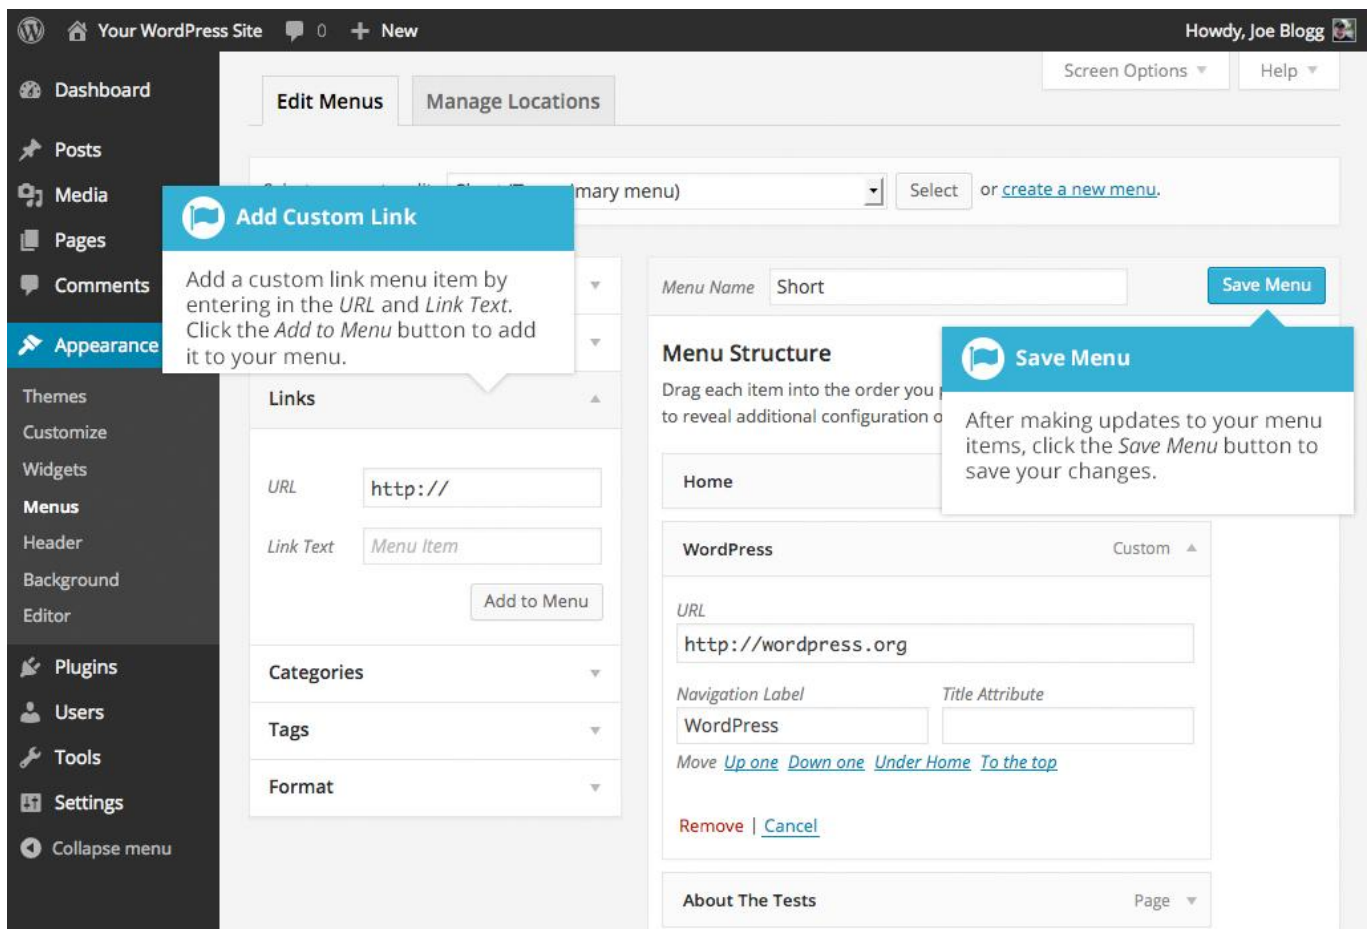 Your WordPress Site 0 + New
Howdy, Joe Blogg
Dashboard
Posts
Media
Pages
Comments
Appearance
Themes
Customize
Widgets
Menus
Header
Background
Editor
Plugins
Users
Tools
Settings
Collapse menu
Screen Options
Help
Edit Menus
Manage Locations
mary menu)
Select
or create a new menu.
Add Custom Link
Add a custom link menu item by
entering in the URL and Link Text.
Click the Add to Menu button to add
it to your menu.
Links
URL
http://
Link Text
Menu Item
Add to Menu
Categories
Tags
Format
Menu Name
Short
Save Menu
Menu Structure
Drag each item into the order you
to reveal additional configuration
Save Menu
After making updates to your menu
items, click the Save Menu button to
save your changes.
Home
WordPress
Custom
URL
http://wordpress.org
Navigation Label
Title Attribute
WordPress
Move Up one Down one Under Home To the top
Remove | Cancel
About The Tests
Page